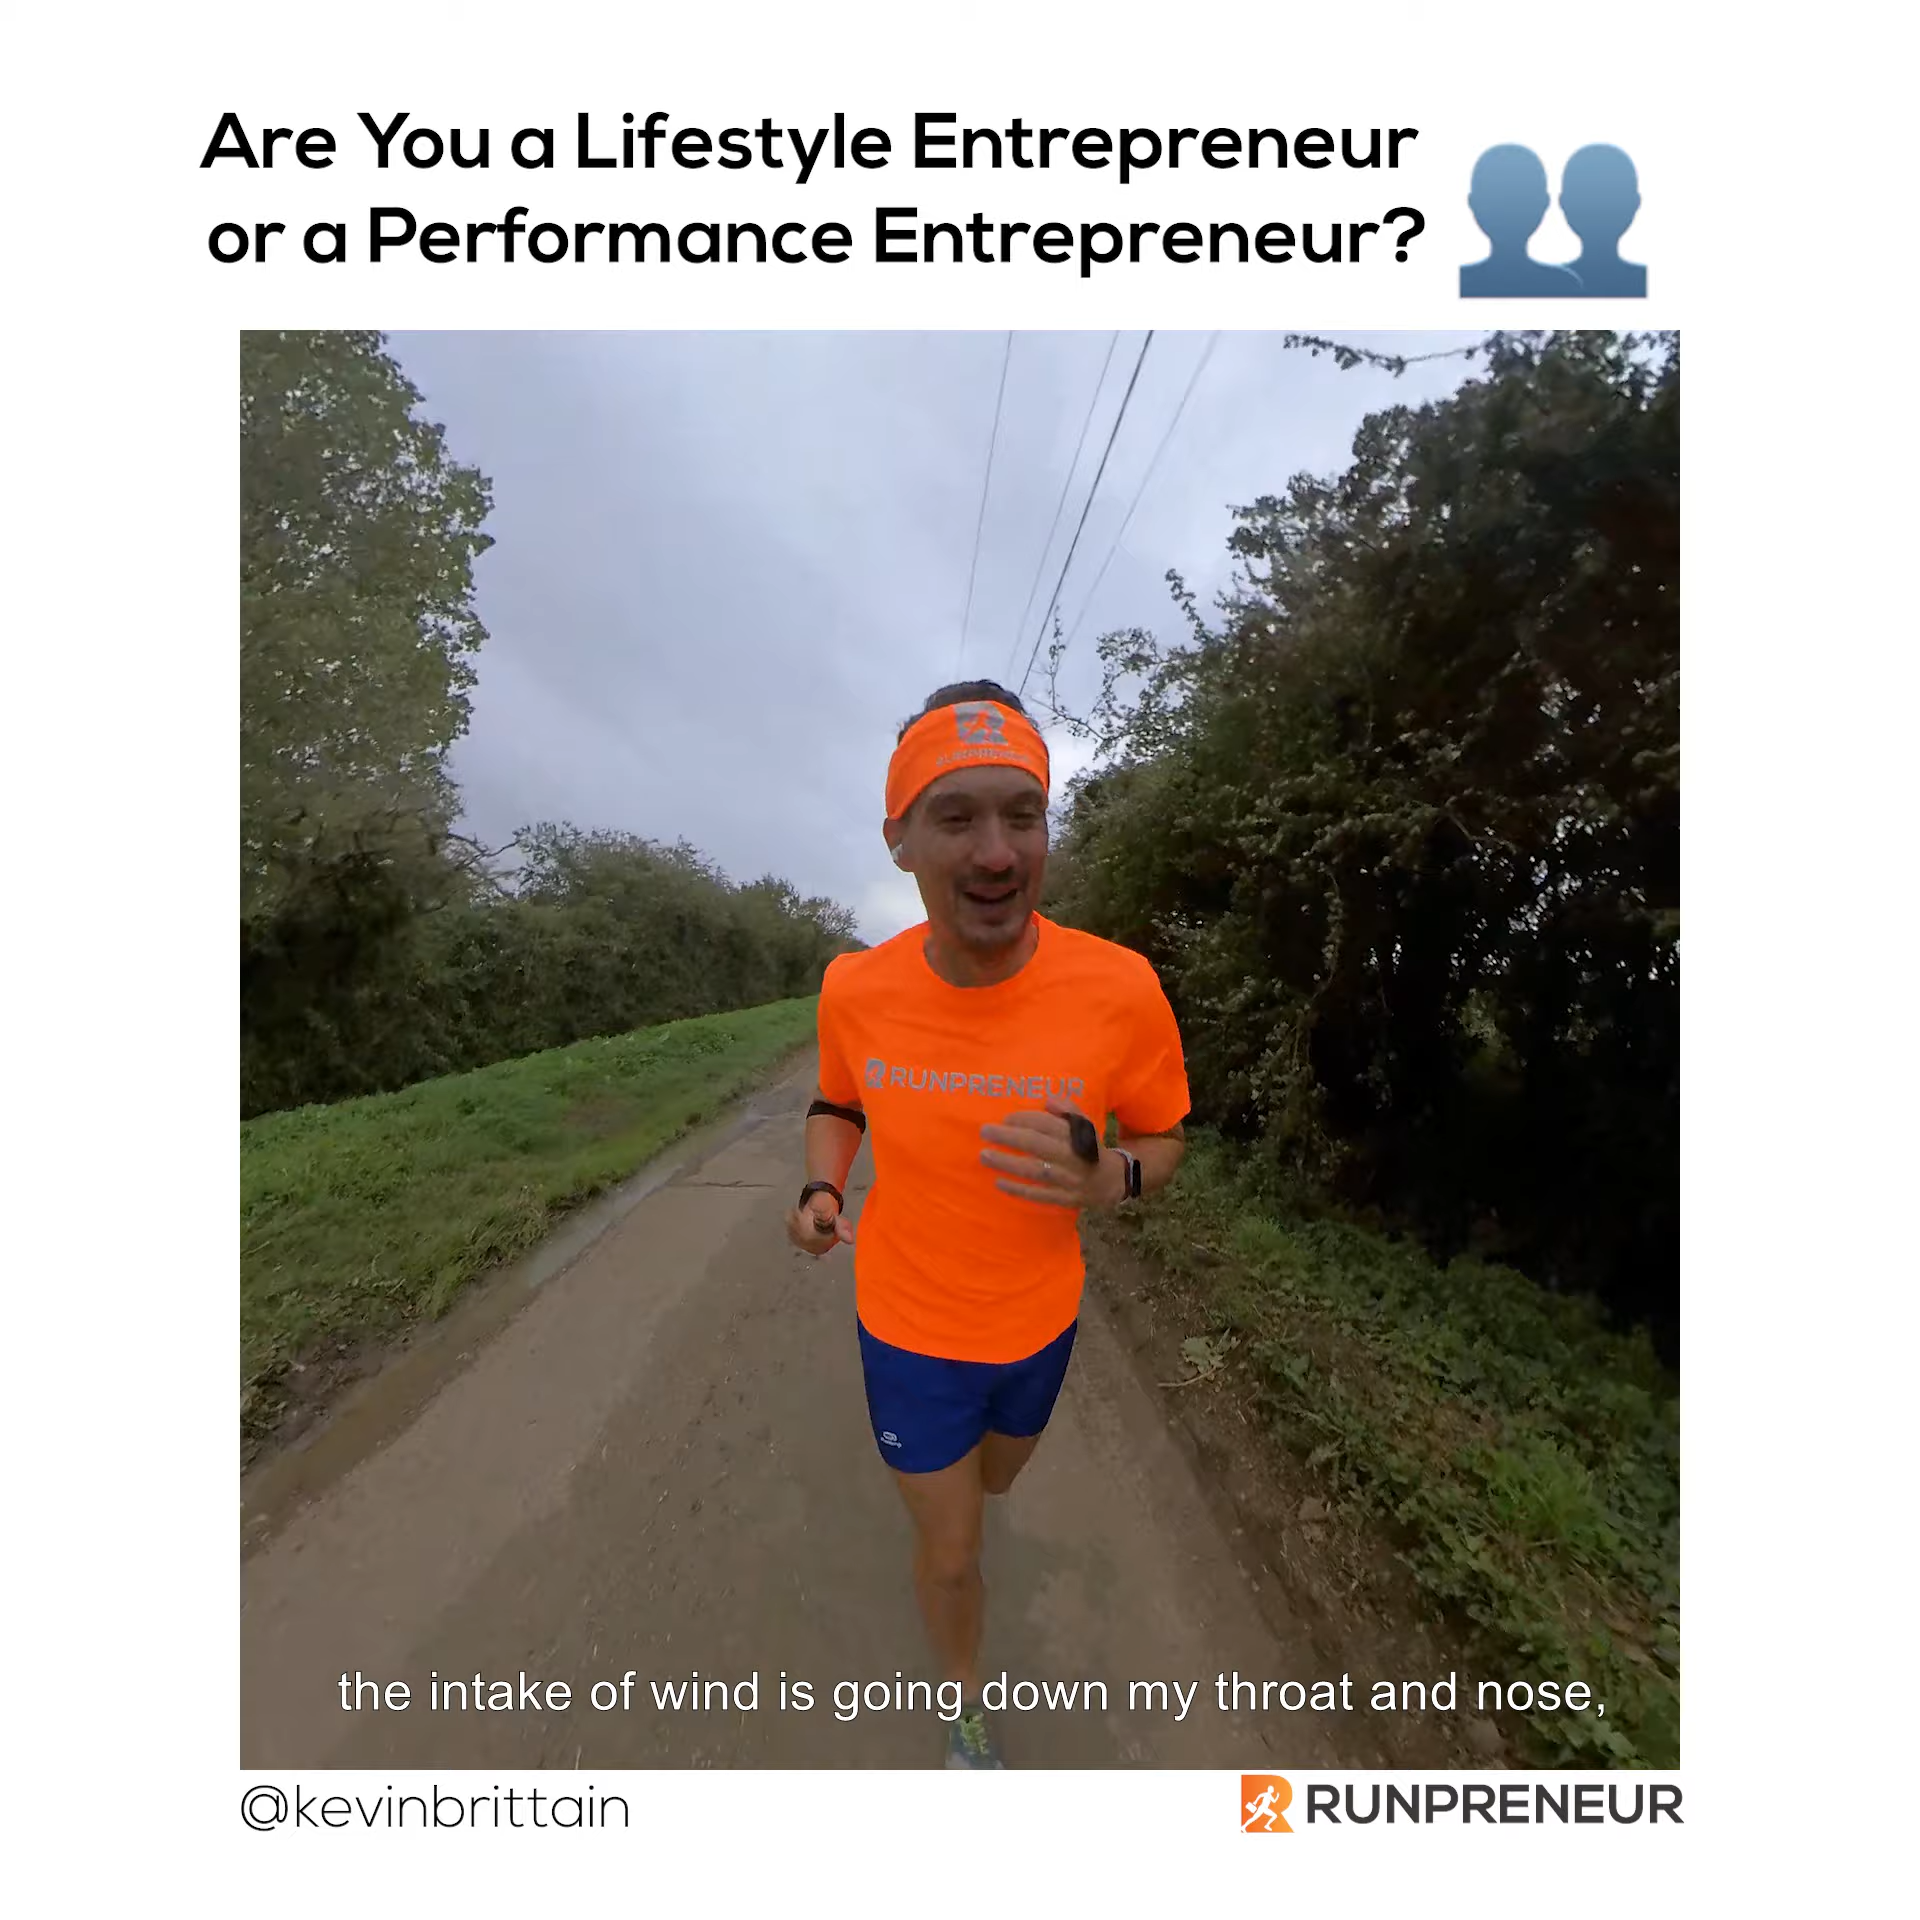 Are You a Lifestyle Entrepreneur
or a Performance Entrepreneur?
RUNPRENEUR
the intake of wind is going down my throat and nose,
@kevinbrittain
RUNPRENEUR